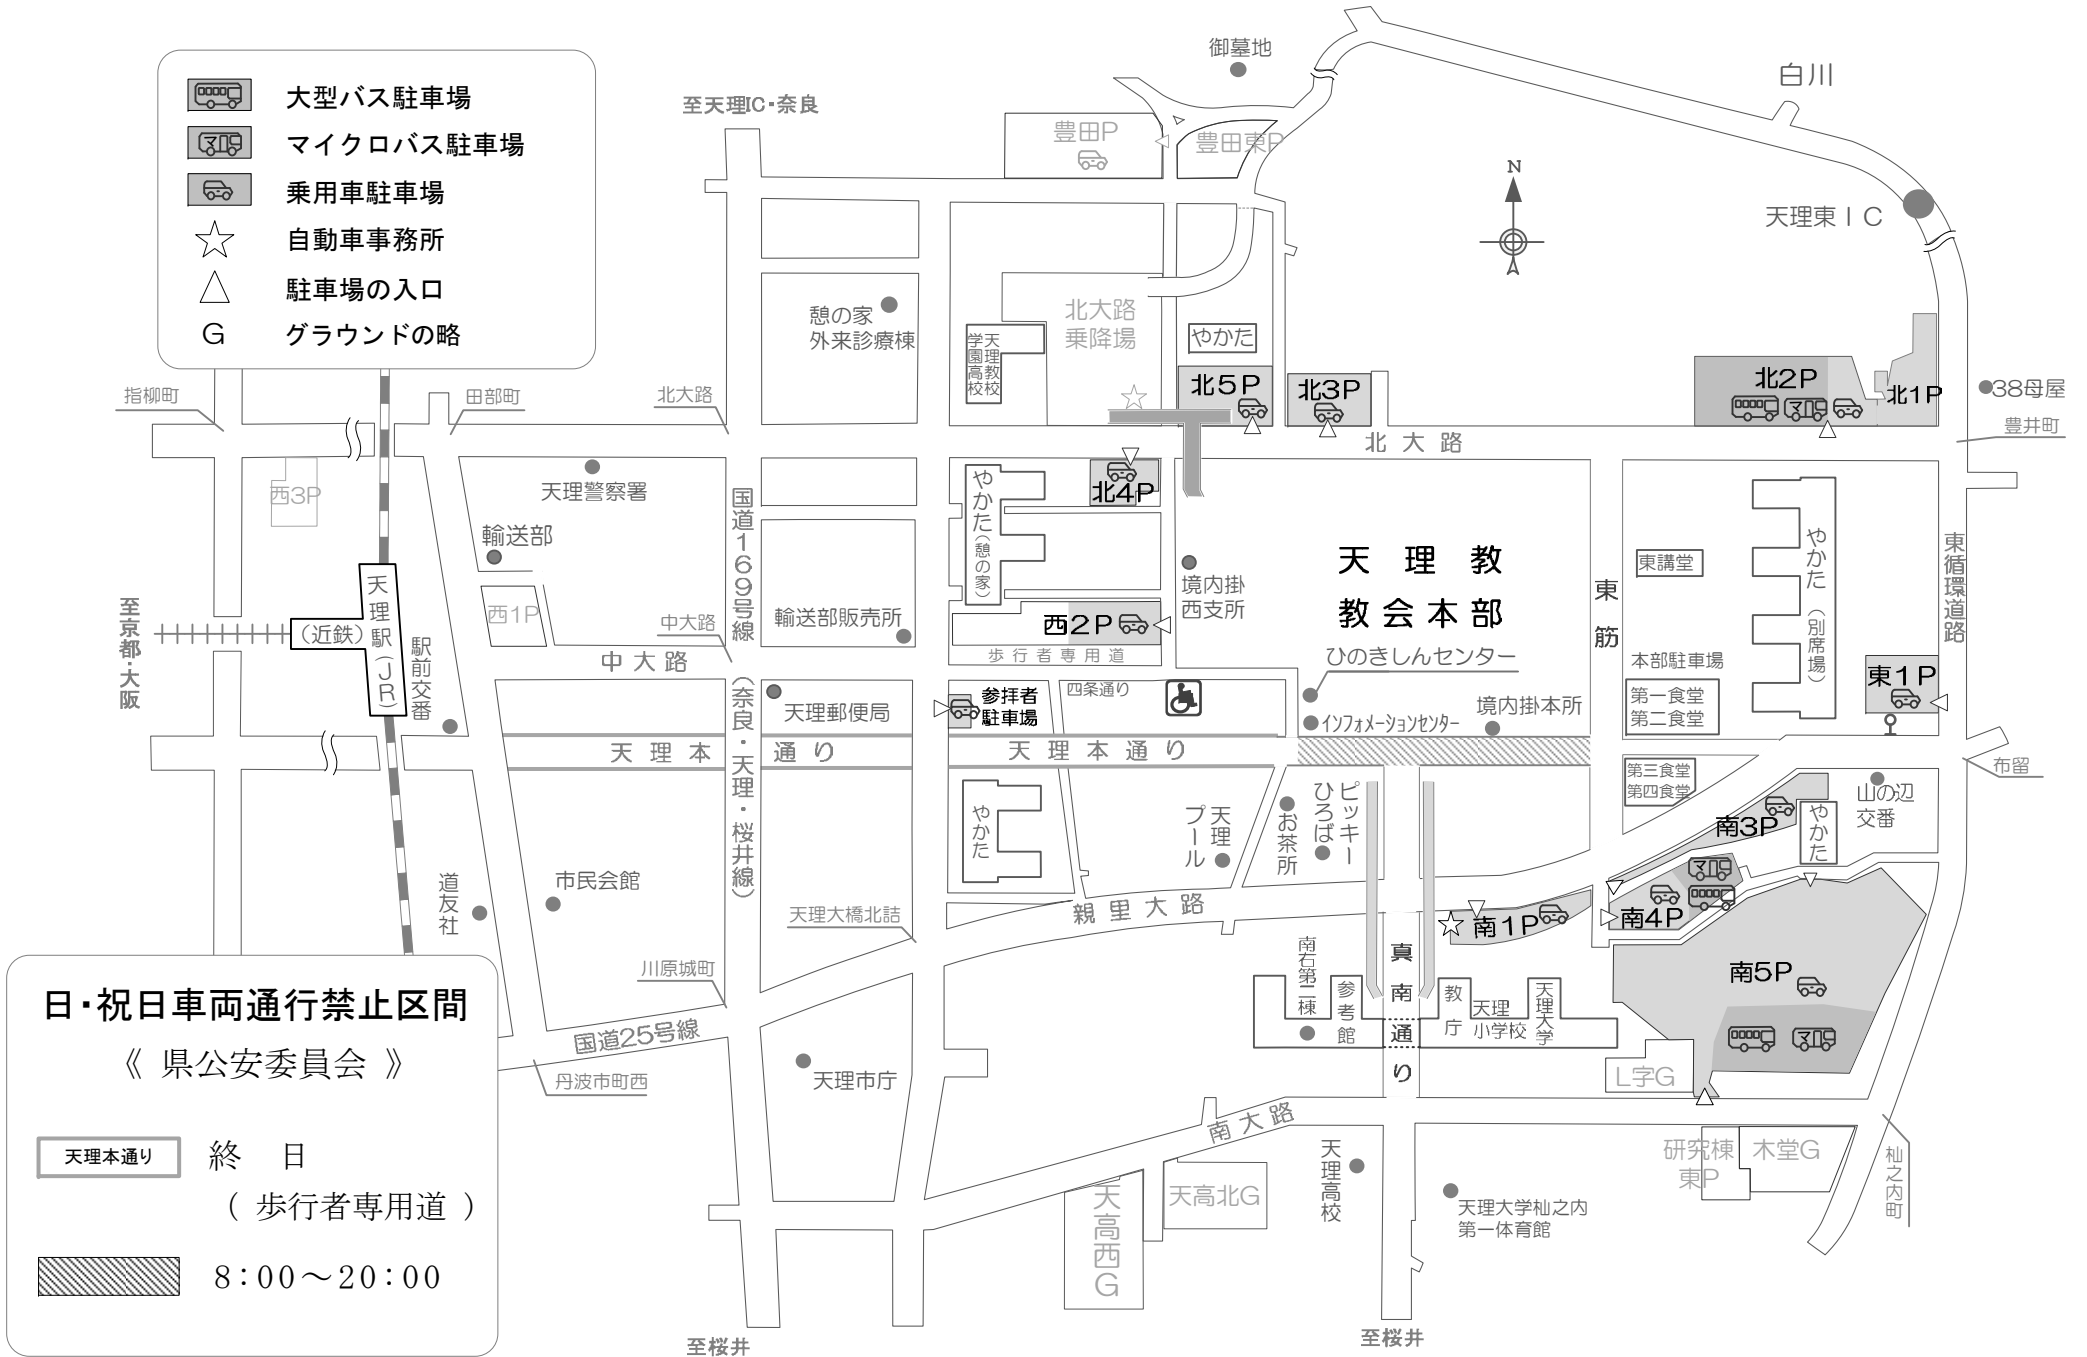 大型バス駐車場
マイクロバス駐車場
乗用車駐車場
自動車事務所
駐車場の入口
G グラウンドの略
至天理IC・奈良
御墓地
白川
豊田P
豊田東P
N
天理東IC
憩の家
外来診療棟
天理教校
学園高校
北大路
乗降場
やかた
北5P
北3P
北2P
北1P
38母屋
豊井町
指柳町
田部町
北大路
北大路
西3P
天理警察署
輸送部
西1P
国道169号線
(奈良・天理・桜井線)
やかた(憩の家)
北4P
境内掛
西支所
天理教
教会本部
東筋
東講堂
やかた(別席場)
東循環道路
至京都・大阪
(近鉄)
天理駅(JR)
駅前交番
中大路
中大路
輸送部販売所
西2P
歩行者専用道
ひのきしんセンター
本部駐車場
第一食堂
第二食堂
東1P
天理郵便局
参拝者
駐車場
四条通り
インフォメーションセンター
境内掛本所
天理本通り
天理本通り
布留
第三食堂
第四食堂
山の辺
交番
やかた
天理
プール
お茶所
ピッキー
ひろば
南3P
やかた
道友社
市民会館
天理大橋北詰
親里大路
南1P
南4P
南5P
川原城町
国道25号線
丹波市町西
天理市庁
南右第二棟
参考館
真南通り
教庁
天理
小学校
天理大学
L字G
南大路
天理高校
天高北G
天高西G
天理大学杣之内
第一体育館
研究棟
東P
木堂G
杣之内町
至桜井
至桜井
日・祝日車両通行禁止区間
《 県公安委員会 》
天理本通り 終 日
( 歩行者専用道 )
8:00～20:00
マ
マ
マ
マ